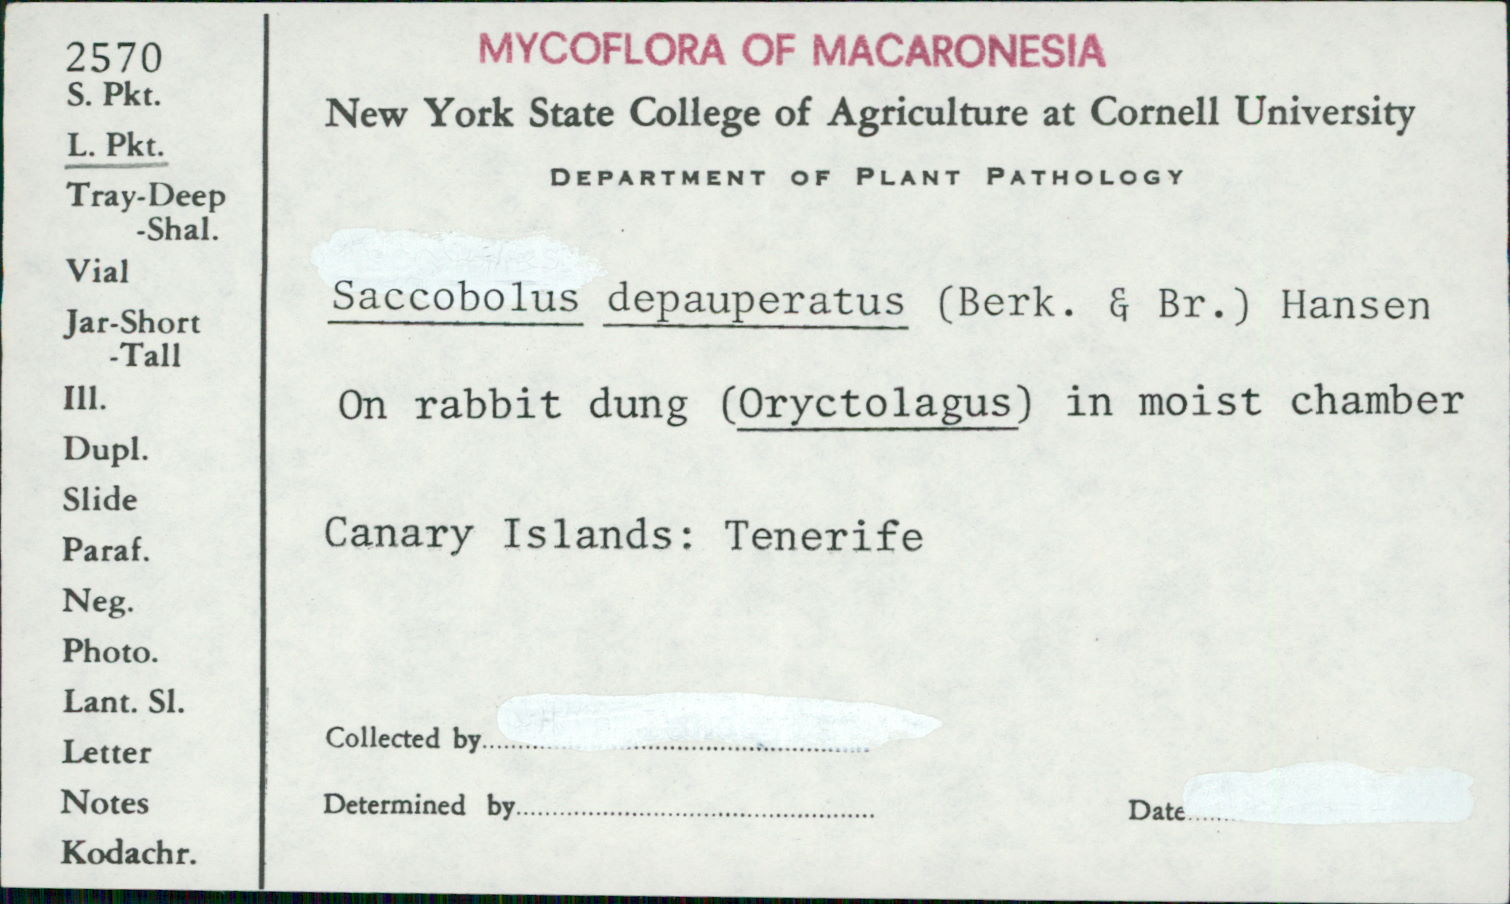 2570
S. Pkt.
L. Pkt.
Tray-Deep
-Shal.
Vial
Jar-Short
-Tall
Ill.
Dupl.
Slide
Paraf.
Neg.
Photo.
Lant. Sl.
Letter
Notes
Kodachr.
MYCOFLORA OF MACARONESIA
New York State College of Agriculture at Cornell University
DEPARTMENT OF PLANT PATHOLOGY
Saccobolus depauperatus (Berk. & Br.) Hansen
On rabbit dung (Oryctolagus) in moist chamber
Canary Islands: Tenerife
Collected by
Determined by
Date